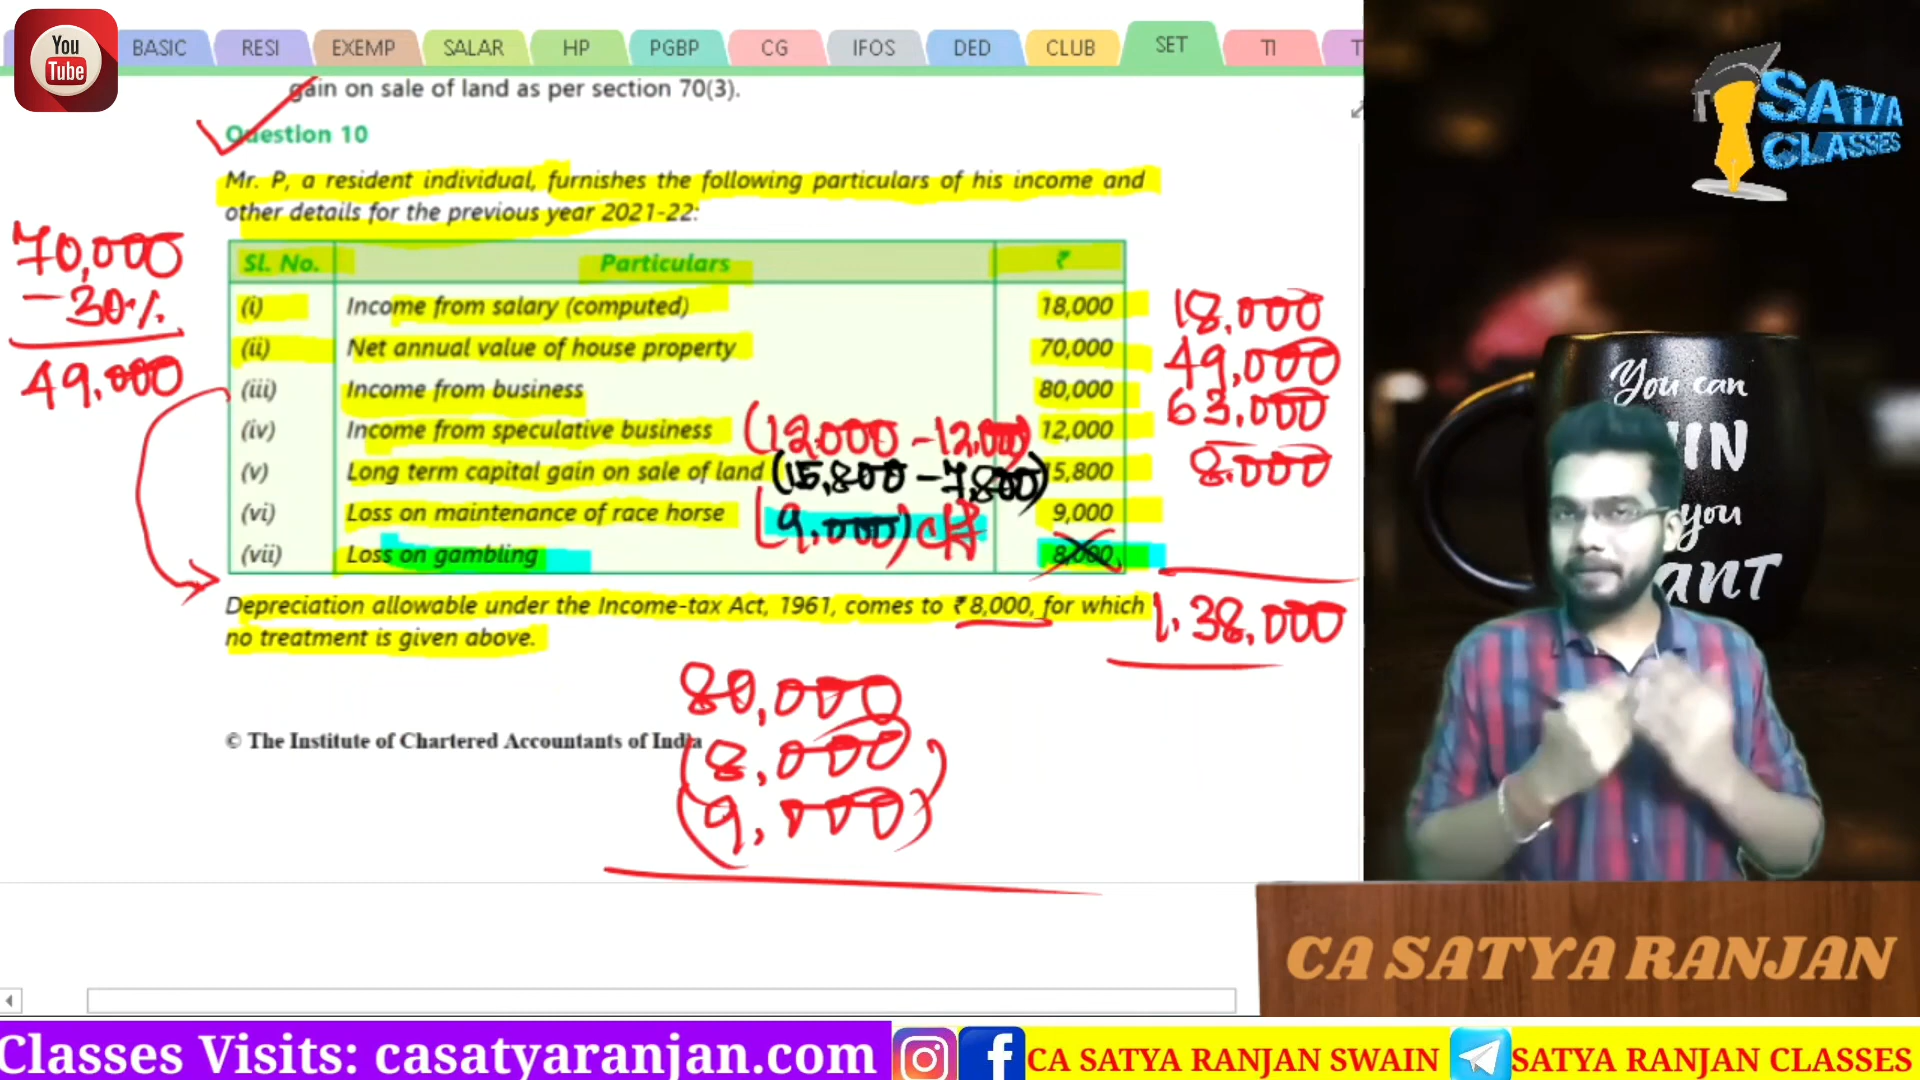 You
Tube
BASIC RESI EXEMP SALAR HP PGBP CG IFOS DED CLUB SET TI T
gain on sale of land as per section 70(3).
Question 10
Mr. P, a resident individual, furnishes the following particulars of his income and
other details for the previous year 2021-22:
Sl. No. Particulars ₹
(i) Income from salary (computed) 18,000
(ii) Net annual value of house property 70,000
(iii) Income from business 80,000
(iv) Income from speculative business (12,000 - 12,000) 12,000
(v) Long term capital gain on sale of land (15,800 - 7,800) 15,800
(vi) Loss on maintenance of race horse (9,000) c/f 9,000
(vii) Loss on gambling 8,000
Depreciation allowable under the Income-tax Act, 1961, comes to ₹ 8,000, for which
no treatment is given above.
70,000
- 30%
49,000
18,000
49,000
63,000
8,000
1,38,000
80,000
(8,000)
(9,000)
© The Institute of Chartered Accountants of India
SATYA
CLASSES
You can
WIN
you
WANT
CA SATYA RANJAN
Classes Visits: casatyaranjan.com
CA SATYA RANJAN SWAIN
SATYA RANJAN CLASSES